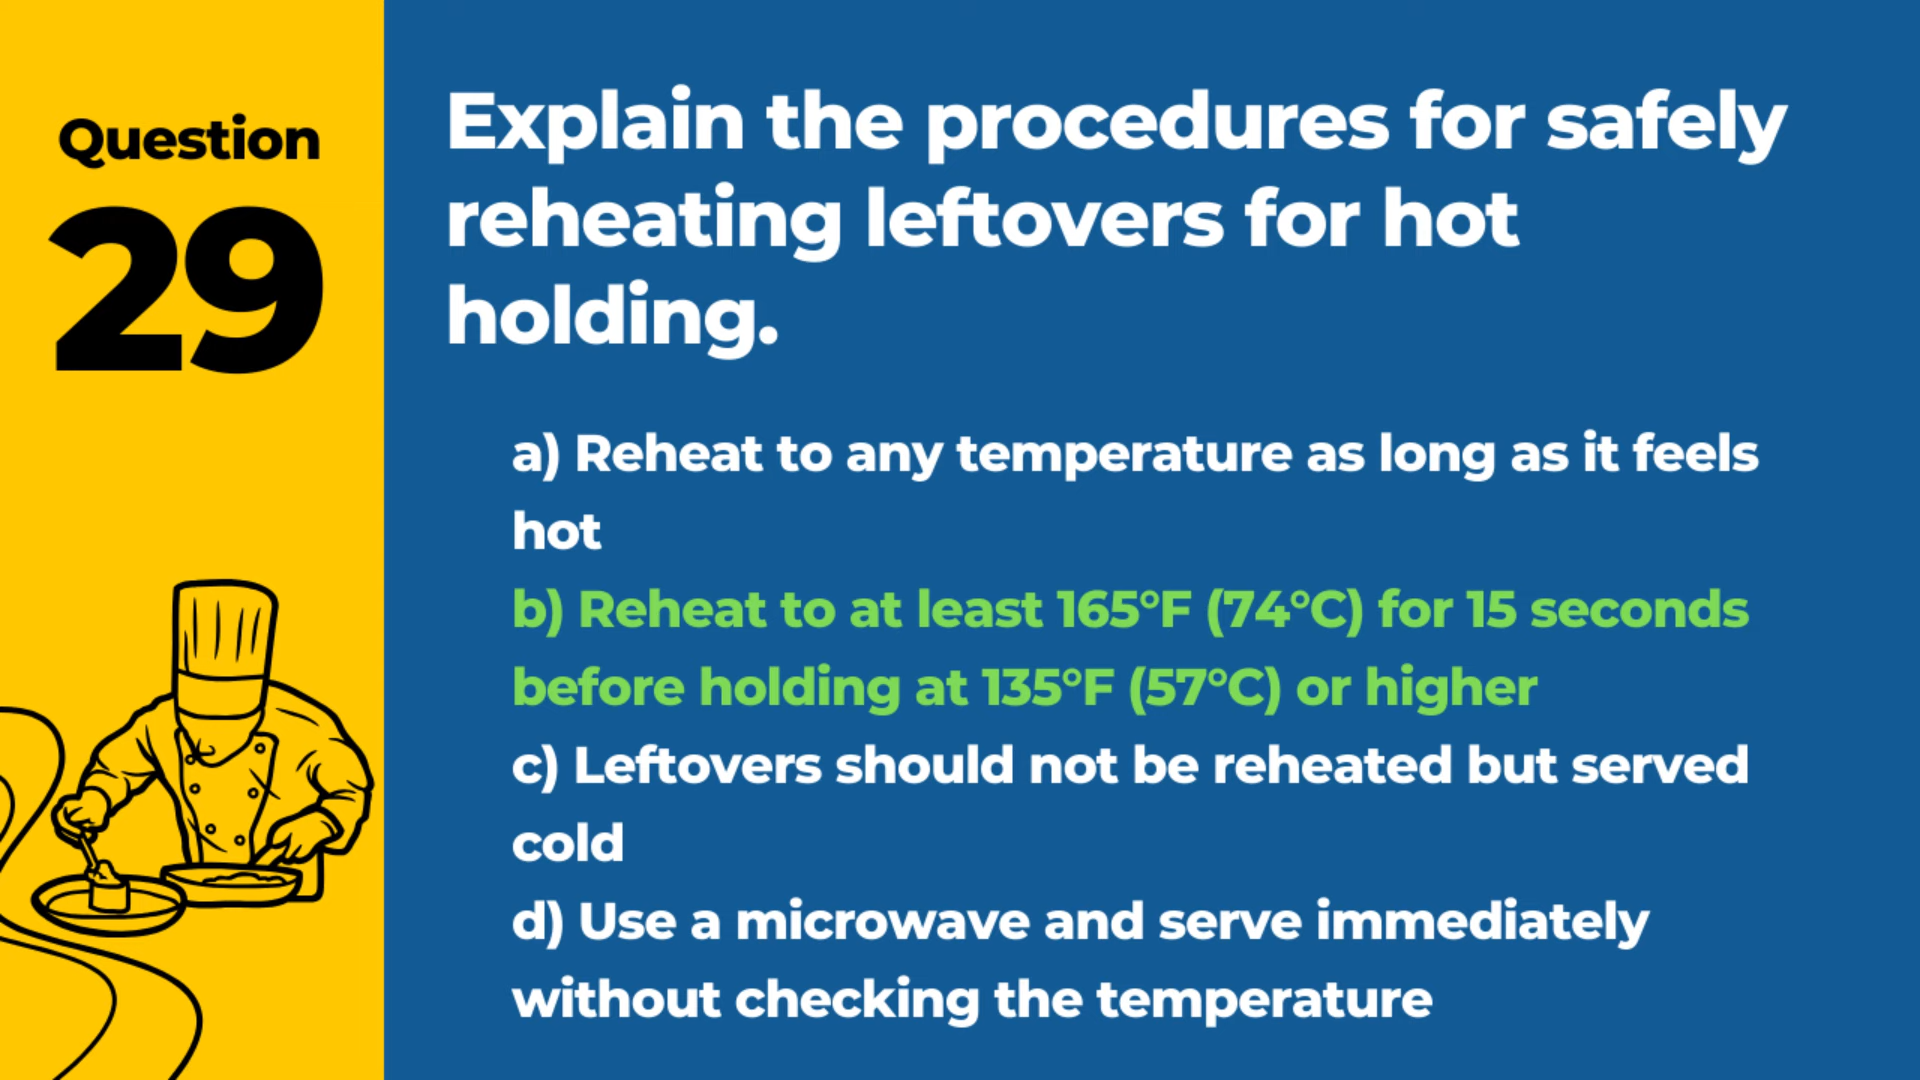 Question
29
Explain the procedures for safely
reheating leftovers for hot
holding.
a) Reheat to any temperature as long as it feels
hot
b) Reheat to at least 165°F (74°C) for 15 seconds
before holding at 135°F (57°C) or higher
c) Leftovers should not be reheated but served
cold
d) Use a microwave and serve immediately
without checking the temperature